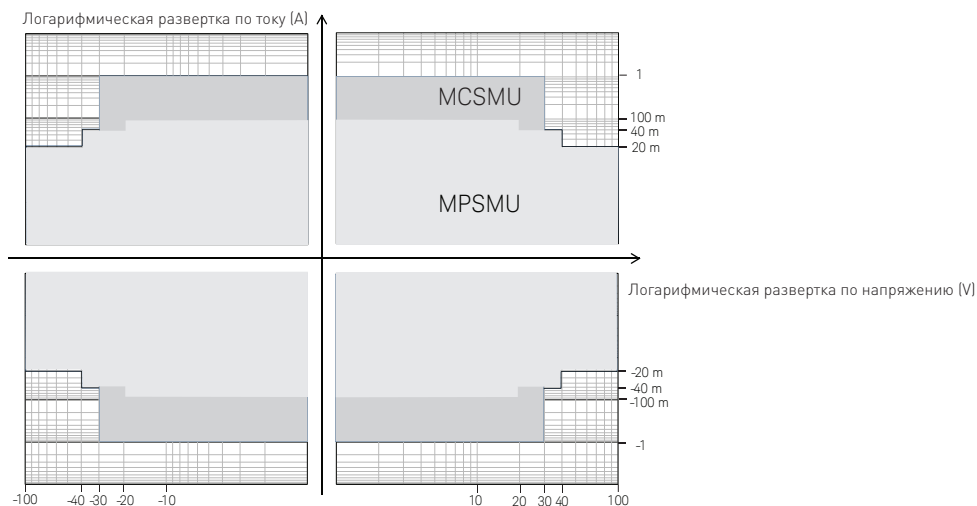 Логарифмическая развертка по току (A)
MCSMU
1
100 m
40 m
20 m
MPSMU
Логарифмическая развертка по напряжению (V)
-20 m
-40 m
-100 m
-1
-100 -40 -30 -20 -10 10 20 30 40 100